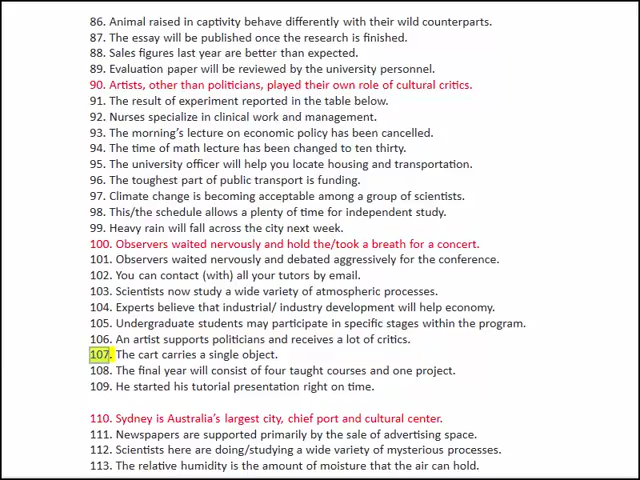 86. Animal raised in captivity behave differently with their wild counterparts.
87. The essay will be published once the research is finished.
88. Sales figures last year are better than expected.
89. Evaluation paper will be reviewed by the university personnel.
90. Artists, other than politicians, played their own role of cultural critics.
91. The result of experiment reported in the table below.
92. Nurses specialize in clinical work and management.
93. The morning's lecture on economic policy has been cancelled.
94. The time of math lecture has been changed to ten thirty.
95. The university officer will help you locate housing and transportation.
96. The toughest part of public transport is funding.
97. Climate change is becoming acceptable among a group of scientists.
98. This/the schedule allows a plenty of time for independent study.
99. Heavy rain will fall across the city next week.
100. Observers waited nervously and hold the/took a breath for a concert.
101. Observers waited nervously and debated aggressively for the conference.
102. You can contact (with) all your tutors by email.
103. Scientists now study a wide variety of atmospheric processes.
104. Experts believe that industrial/ industry development will help economy.
105. Undergraduate students may participate in specific stages within the program.
106. An artist supports politicians and receives a lot of critics.
107. The cart carries a single object.
108. The final year will consist of four taught courses and one project.
109. He started his tutorial presentation right on time.
110. Sydney is Australia's largest city, chief port and cultural center.
111. Newspapers are supported primarily by the sale of advertising space.
112. Scientists here are doing/studying a wide variety of mysterious processes.
113. The relative humidity is the amount of moisture that the air can hold.